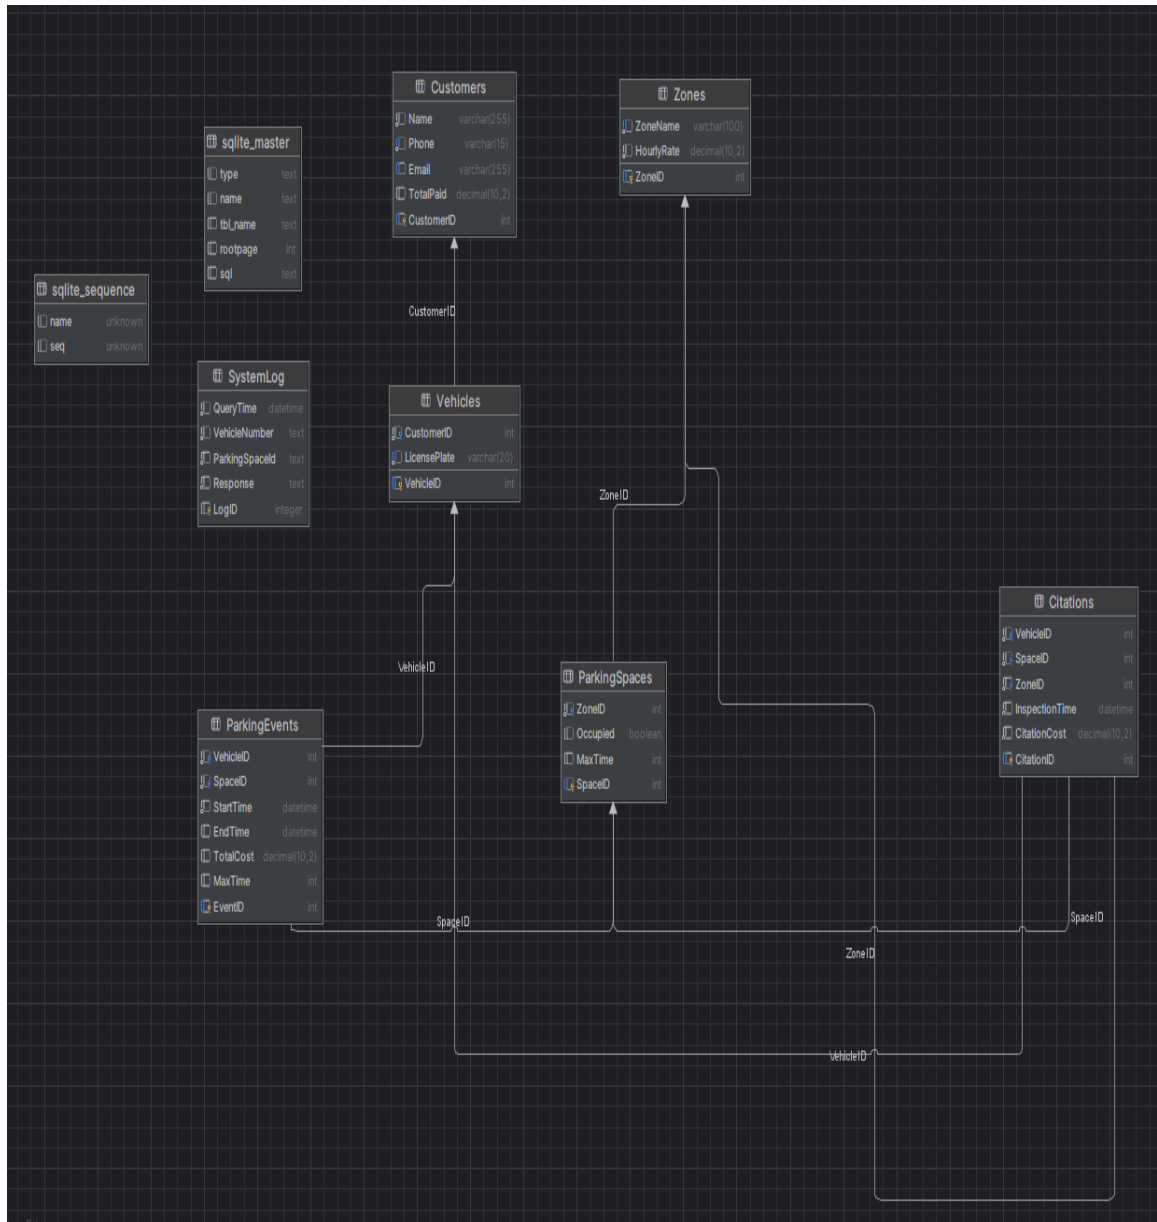 Customers
Name varchar(255)
Phone varchar(15)
Email varchar(255)
TotalPaid decimal(10,2)
CustomerID int
Zones
ZoneName varchar(100)
HourlyRate decimal(10,2)
ZoneID int
sqlite_master
type text
name text
tbl_name text
rootpage int
sql text
sqlite_sequence
name unknown
seq unknown
CustomerID
SystemLog
QueryTime datetime
VehicleNumber text
ParkingSpaceId text
Response text
LogID integer
Vehicles
CustomerID int
LicensePlate varchar(20)
VehicleID int
ZoneID
VehicleID
Citations
VehicleID int
SpaceID int
ZoneID int
InspectionTime datetime
CitationCost decimal(10,2)
CitationID int
ParkingSpaces
ZoneID int
Occupied boolean
MaxTime int
SpaceID int
ParkingEvents
VehicleID int
SpaceID int
StartTime datetime
EndTime datetime
TotalCost decimal(10,2)
MaxTime int
EventID int
SpaceID
SpaceID
ZoneID
VehicleID